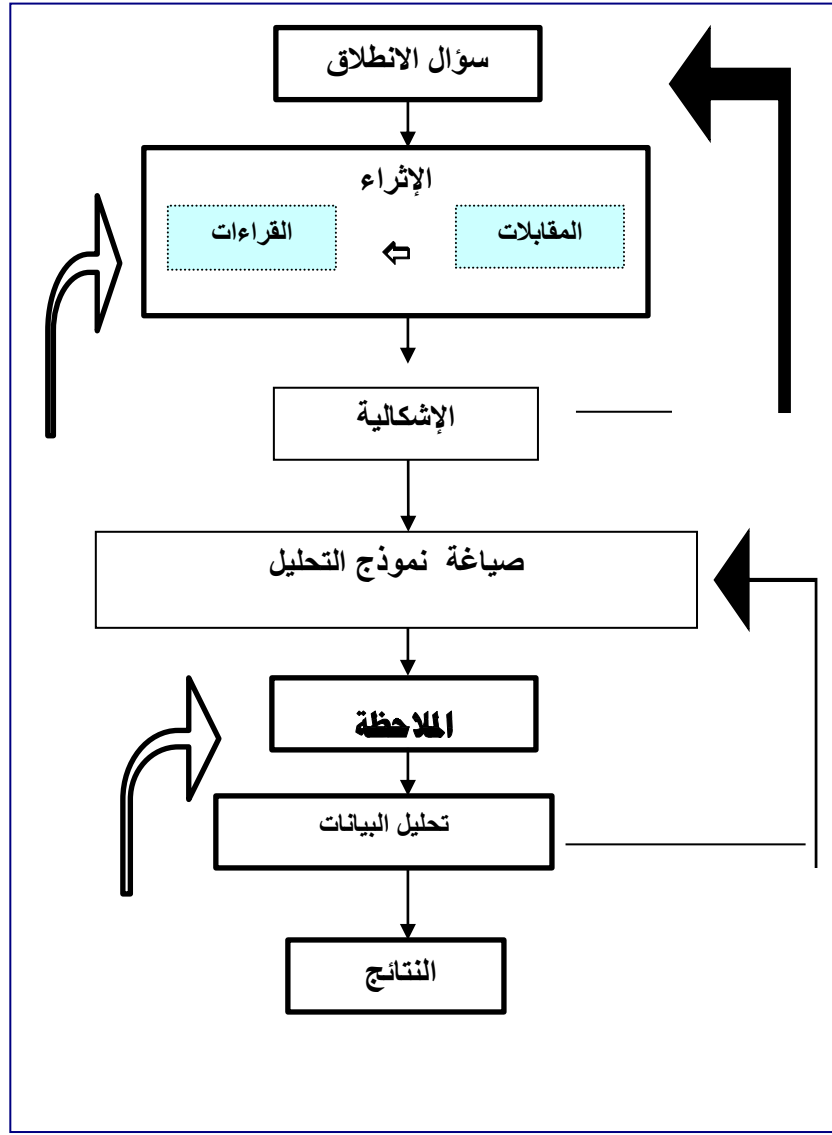 سؤال الانطلاق
الإثراء
المقابلات
القراءات
الإشكالية
صياغة نموذج التحليل
الملاحظة
تحليل البيانات
النتائج